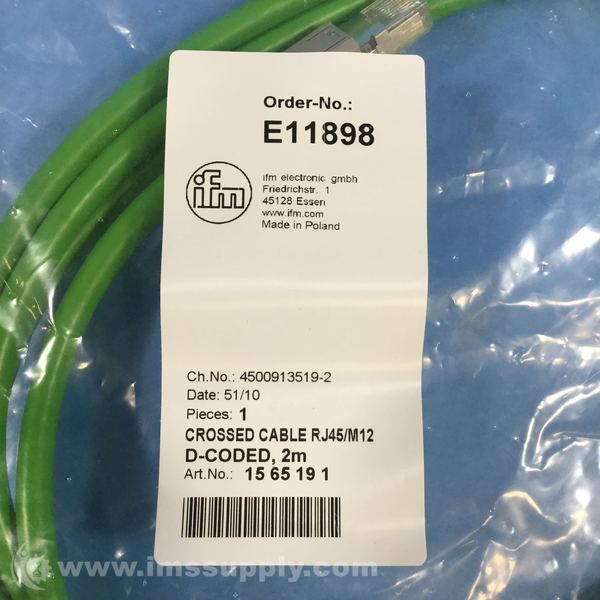 Order-No.:
E11898
ifm
ifm electronic gmbh
Friedrichstr. 1
45128 Essen
www.ifm.com
Made in Poland
Ch.No.: 4500913519-2
Date: 51/10
Pieces: 1
CROSSED CABLE RJ45/M12
D-CODED, 2m
Art.No.: 15 65 19 1
www.imssupply.com